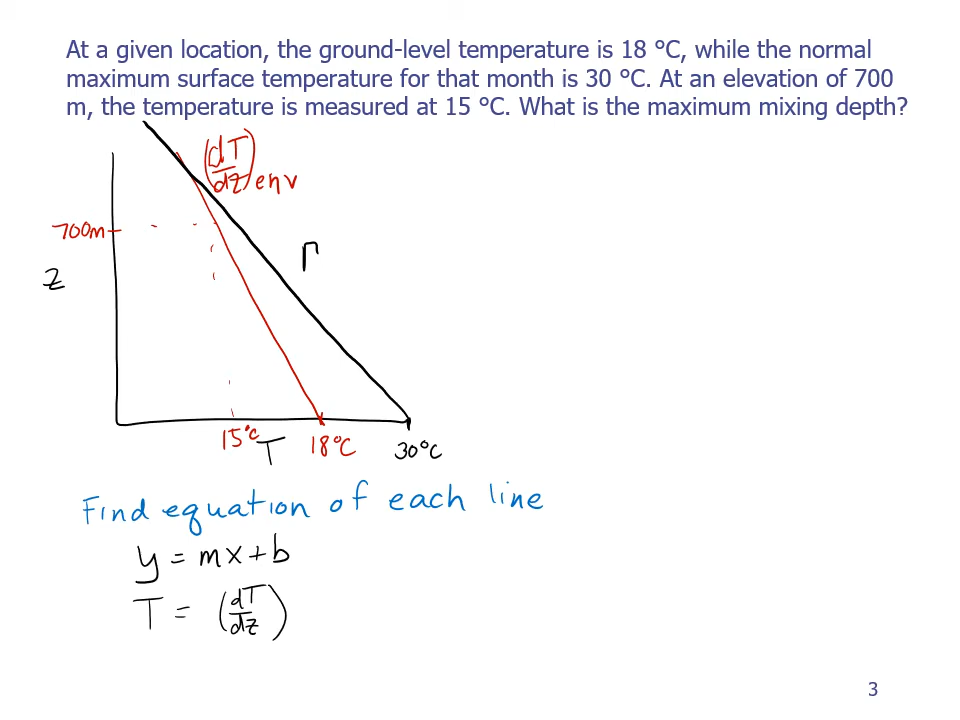 At a given location, the ground-level temperature is 18 °C, while the normal
maximum surface temperature for that month is 30 °C. At an elevation of 700
m, the temperature is measured at 15 °C. What is the maximum mixing depth?
(dT/dz)env
700m
Γ
z
15°C
T
18°C
30°C
Find equation of each line
y = mx+b
T = (dT/dz)
3